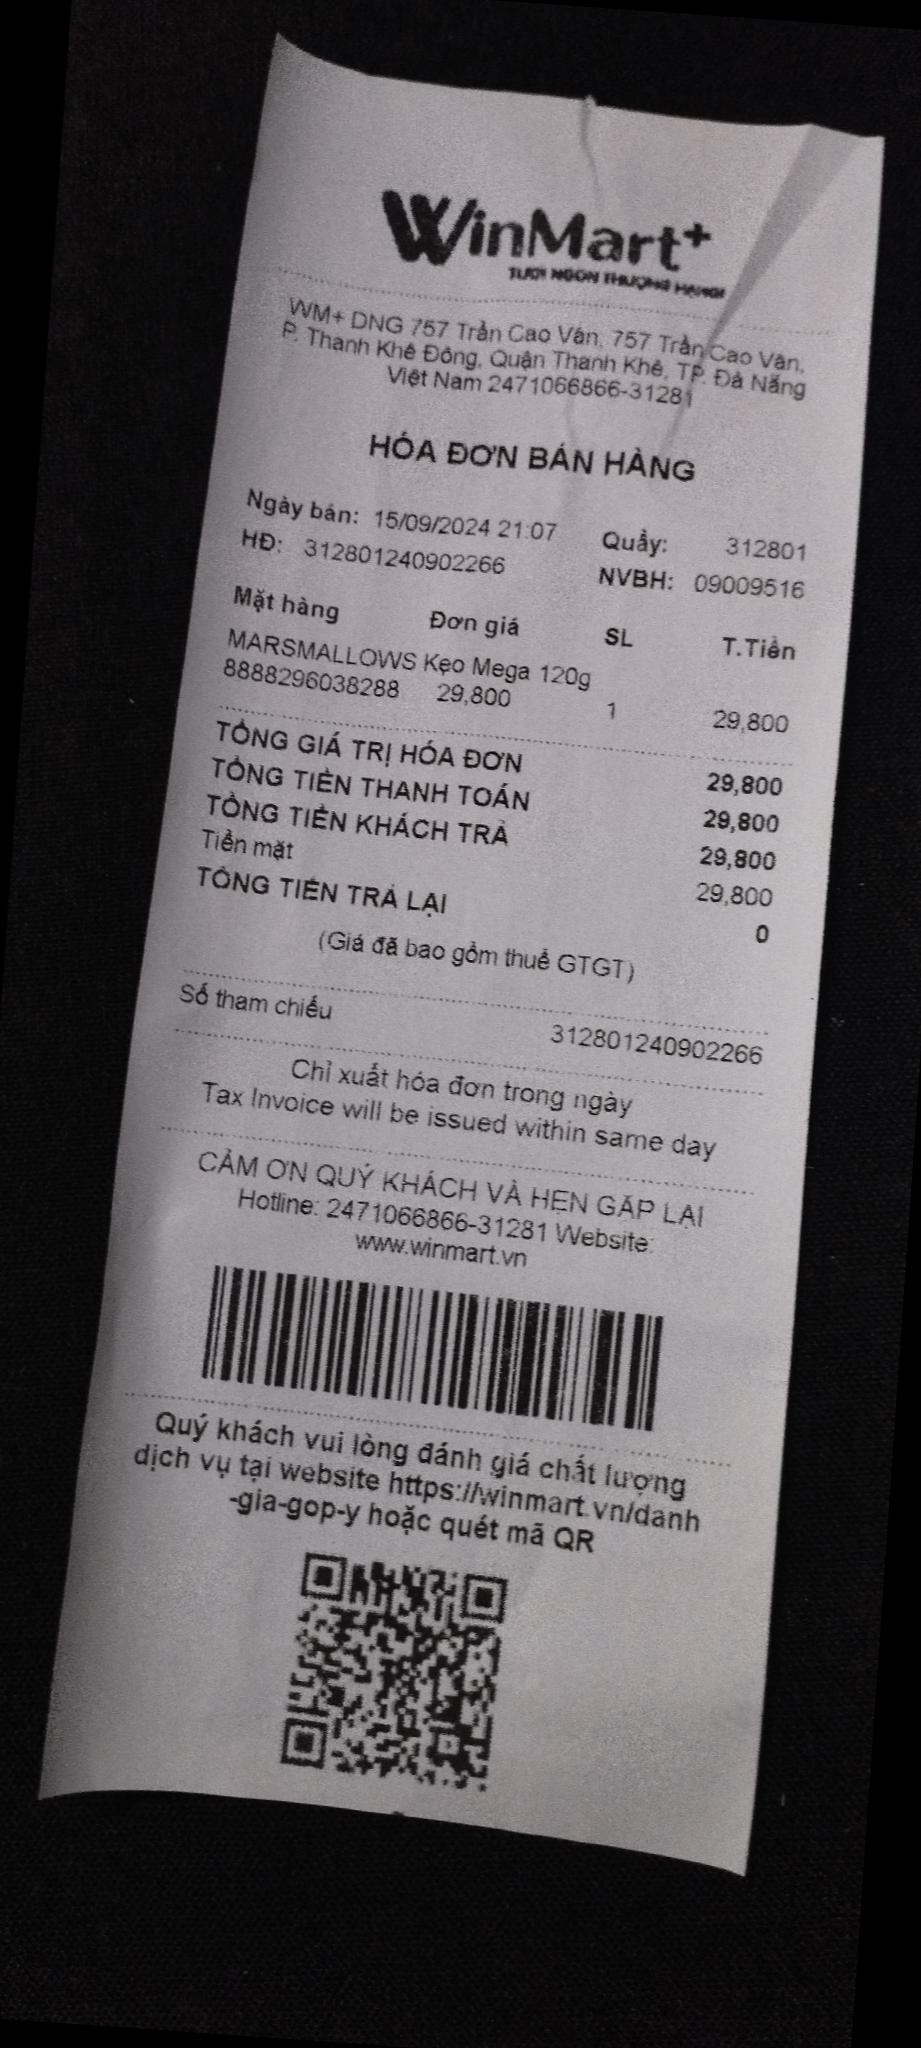 WinMart+
TƯƠI NGON THƯỢNG HẠNG!
WM+ DNG 757 Trần Cao Vân, 757 Trần Cao Vân,
P. Thanh Khê Đông, Quận Thanh Khê, TP. Đà Nẵng
Việt Nam 2471066866-31281
HÓA ĐƠN BÁN HÀNG
Ngày bán: 15/09/2024 21:07 Quầy: 312801
HĐ: 312801240902266 NVBH: 09009516
Mặt hàng Đơn giá SL T.Tiền
MARSMALLOWS Kẹo Mega 120g
8888296038288 29,800 1 29,800
TỔNG GIÁ TRỊ HÓA ĐƠN 29,800
TỔNG TIỀN THANH TOÁN 29,800
TỔNG TIỀN KHÁCH TRẢ 29,800
Tiền mặt 29,800
TỔNG TIỀN TRẢ LẠI 0
(Giá đã bao gồm thuế GTGT)
Số tham chiếu 312801240902266
Chỉ xuất hóa đơn trong ngày
Tax Invoice will be issued within same day
CẢM ƠN QUÝ KHÁCH VÀ HẸN GẶP LẠI
Hotline: 2471066866-31281 Website:
www.winmart.vn
Quý khách vui lòng đánh giá chất lượng
dịch vụ tại website https://winmart.vn/danh
-gia-gop-y hoặc quét mã QR